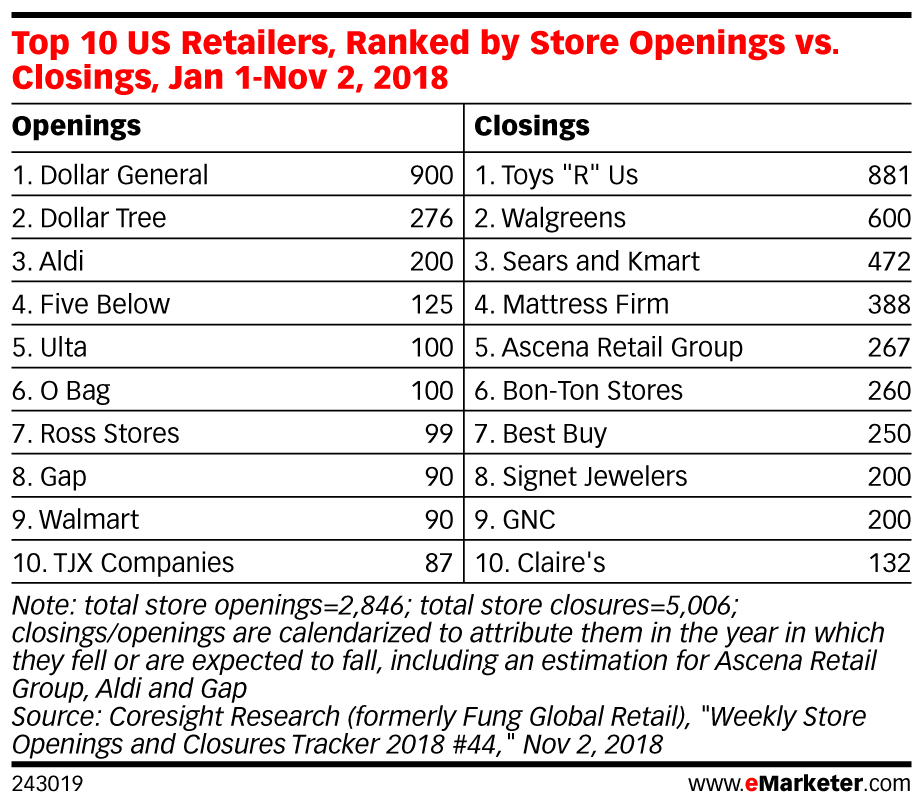 Top 10 US Retailers, Ranked by Store Openings vs.
Closings, Jan 1-Nov 2, 2018
Openings Closings
1. Dollar General 900 1. Toys "R" Us 881
2. Dollar Tree 276 2. Walgreens 600
3. Aldi 200 3. Sears and Kmart 472
4. Five Below 125 4. Mattress Firm 388
5. Ulta 100 5. Ascena Retail Group 267
6. O Bag 100 6. Bon-Ton Stores 260
7. Ross Stores 99 7. Best Buy 250
8. Gap 90 8. Signet Jewelers 200
9. Walmart 90 9. GNC 200
10. TJX Companies 87 10. Claire's 132
Note: total store openings=2,846; total store closures=5,006;
closings/openings are calendarized to attribute them in the year in which
they fell or are expected to fall, including an estimation for Ascena Retail
Group, Aldi and Gap
Source: Coresight Research (formerly Fung Global Retail), "Weekly Store
Openings and Closures Tracker 2018 #44," Nov 2, 2018
243019 www.eMarketer.com